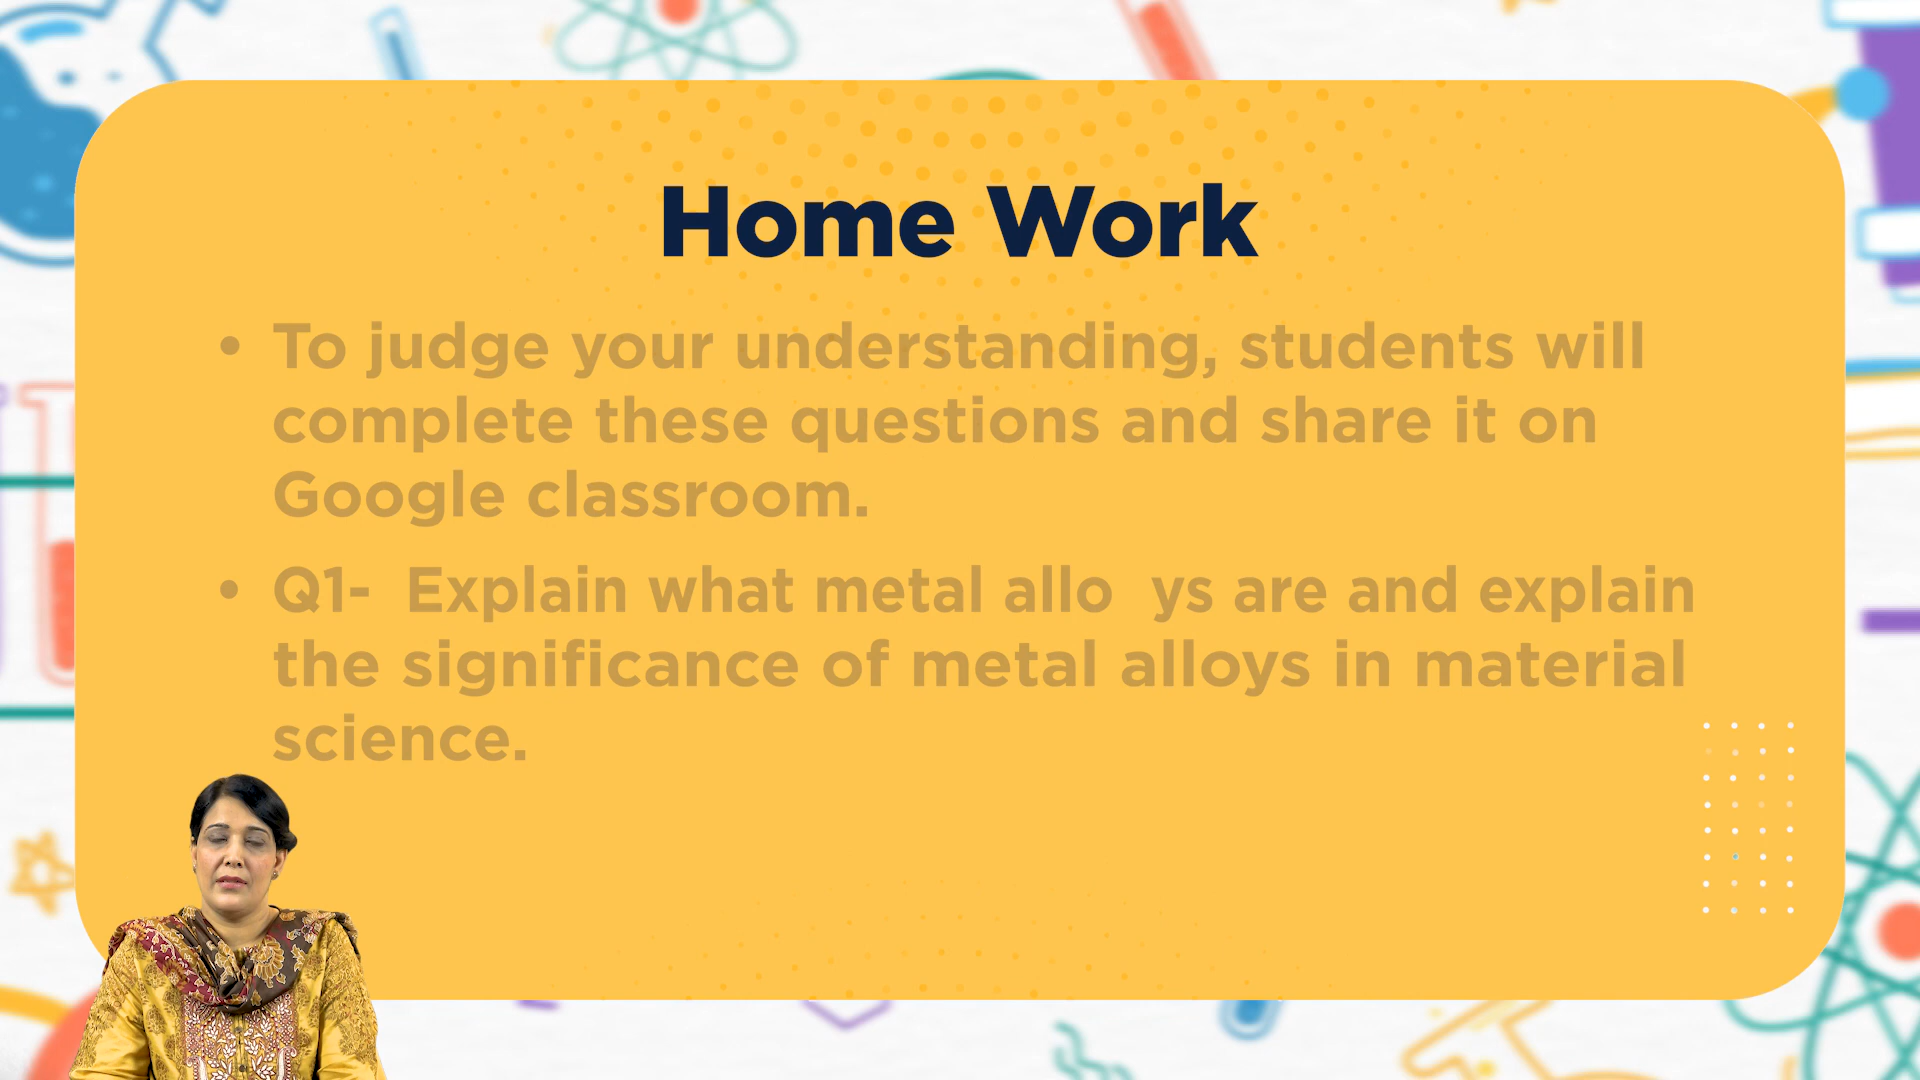 Home Work
• To judge your understanding, students will
complete these questions and share it on
Google classroom.
• Q1-  Explain what metal allo  ys are and explain
the significance of metal alloys in material
science.